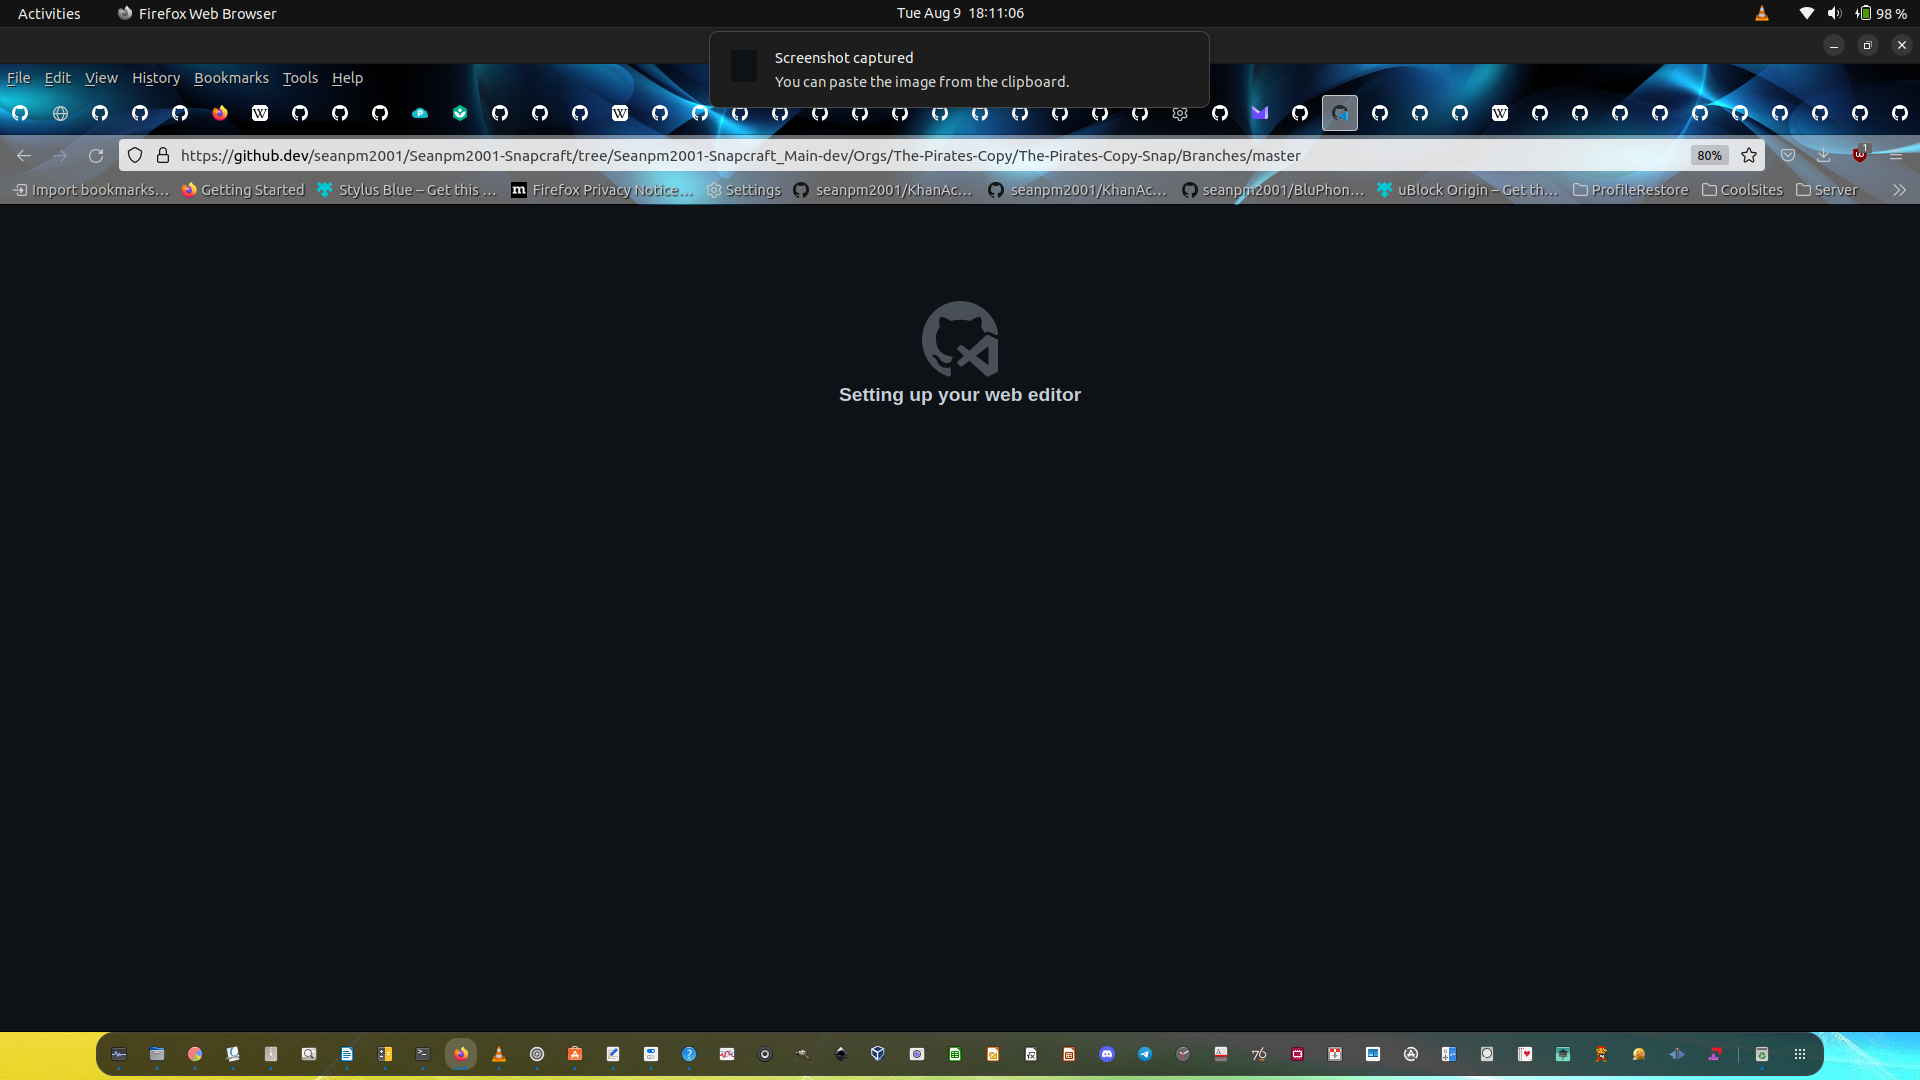 Activities
Firefox Web Browser
Tue Aug 9 18:11:06
98 %
Screenshot captured
You can paste the image from the clipboard.
File Edit View History Bookmarks Tools Help
https://github.dev/seanpm2001/Seanpm2001-Snapcraft/tree/Seanpm2001-Snapcraft_Main-dev/Orgs/The-Pirates-Copy/The-Pirates-Copy-Snap/Branches/master
80%
1
Import bookmarks…
Getting Started
Stylus Blue – Get this …
Firefox Privacy Notice…
Settings
seanpm2001/KhanAc…
seanpm2001/KhanAc…
seanpm2001/BluPhon…
uBlock Origin – Get th…
ProfileRestore
CoolSites
Server
Setting up your web editor